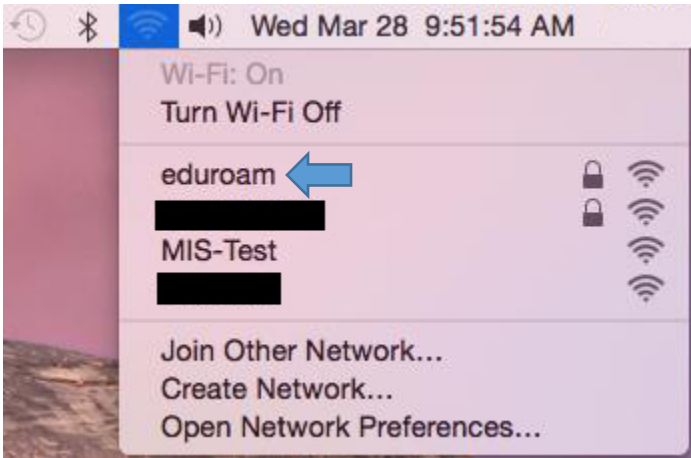 Wed Mar 28 9:51:54 AM
Wi-Fi: On
Turn Wi-Fi Off
eduroam
MIS-Test
Join Other Network...
Create Network...
Open Network Preferences...